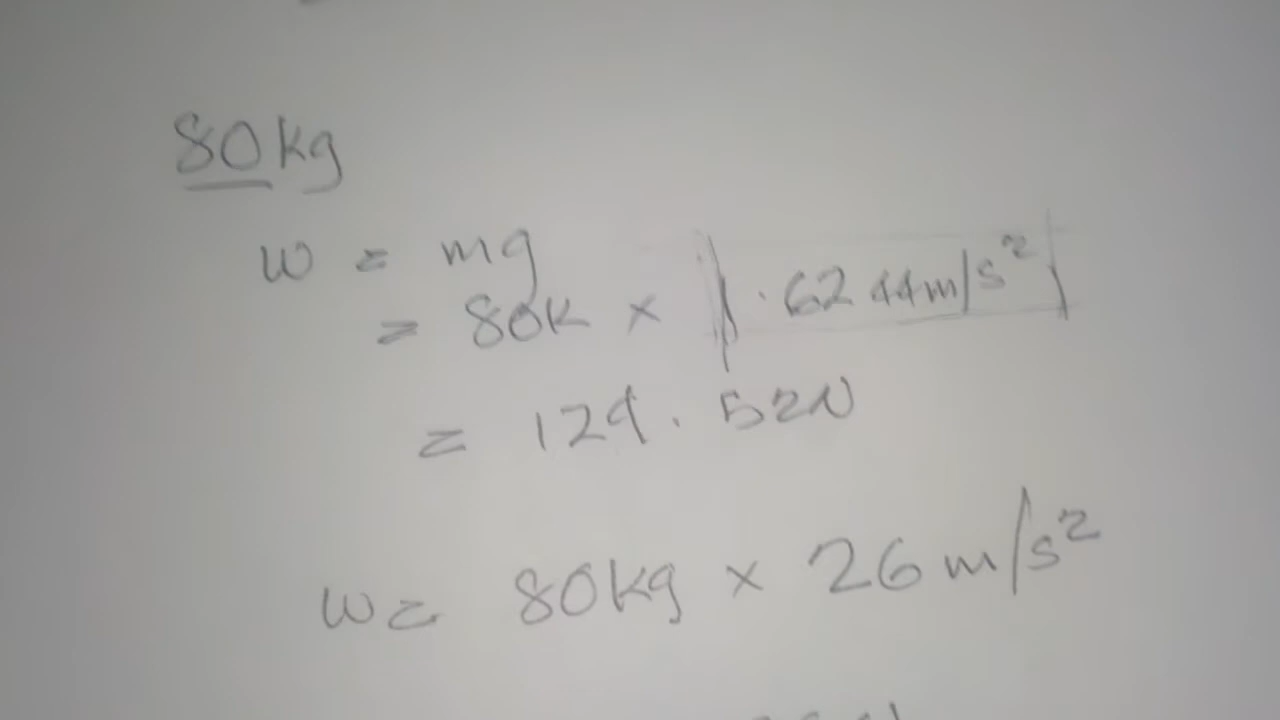 80kg
w = mg
= 80K x 1.6244m/s²
= 129.52N
w= 80kg x 26m/s²